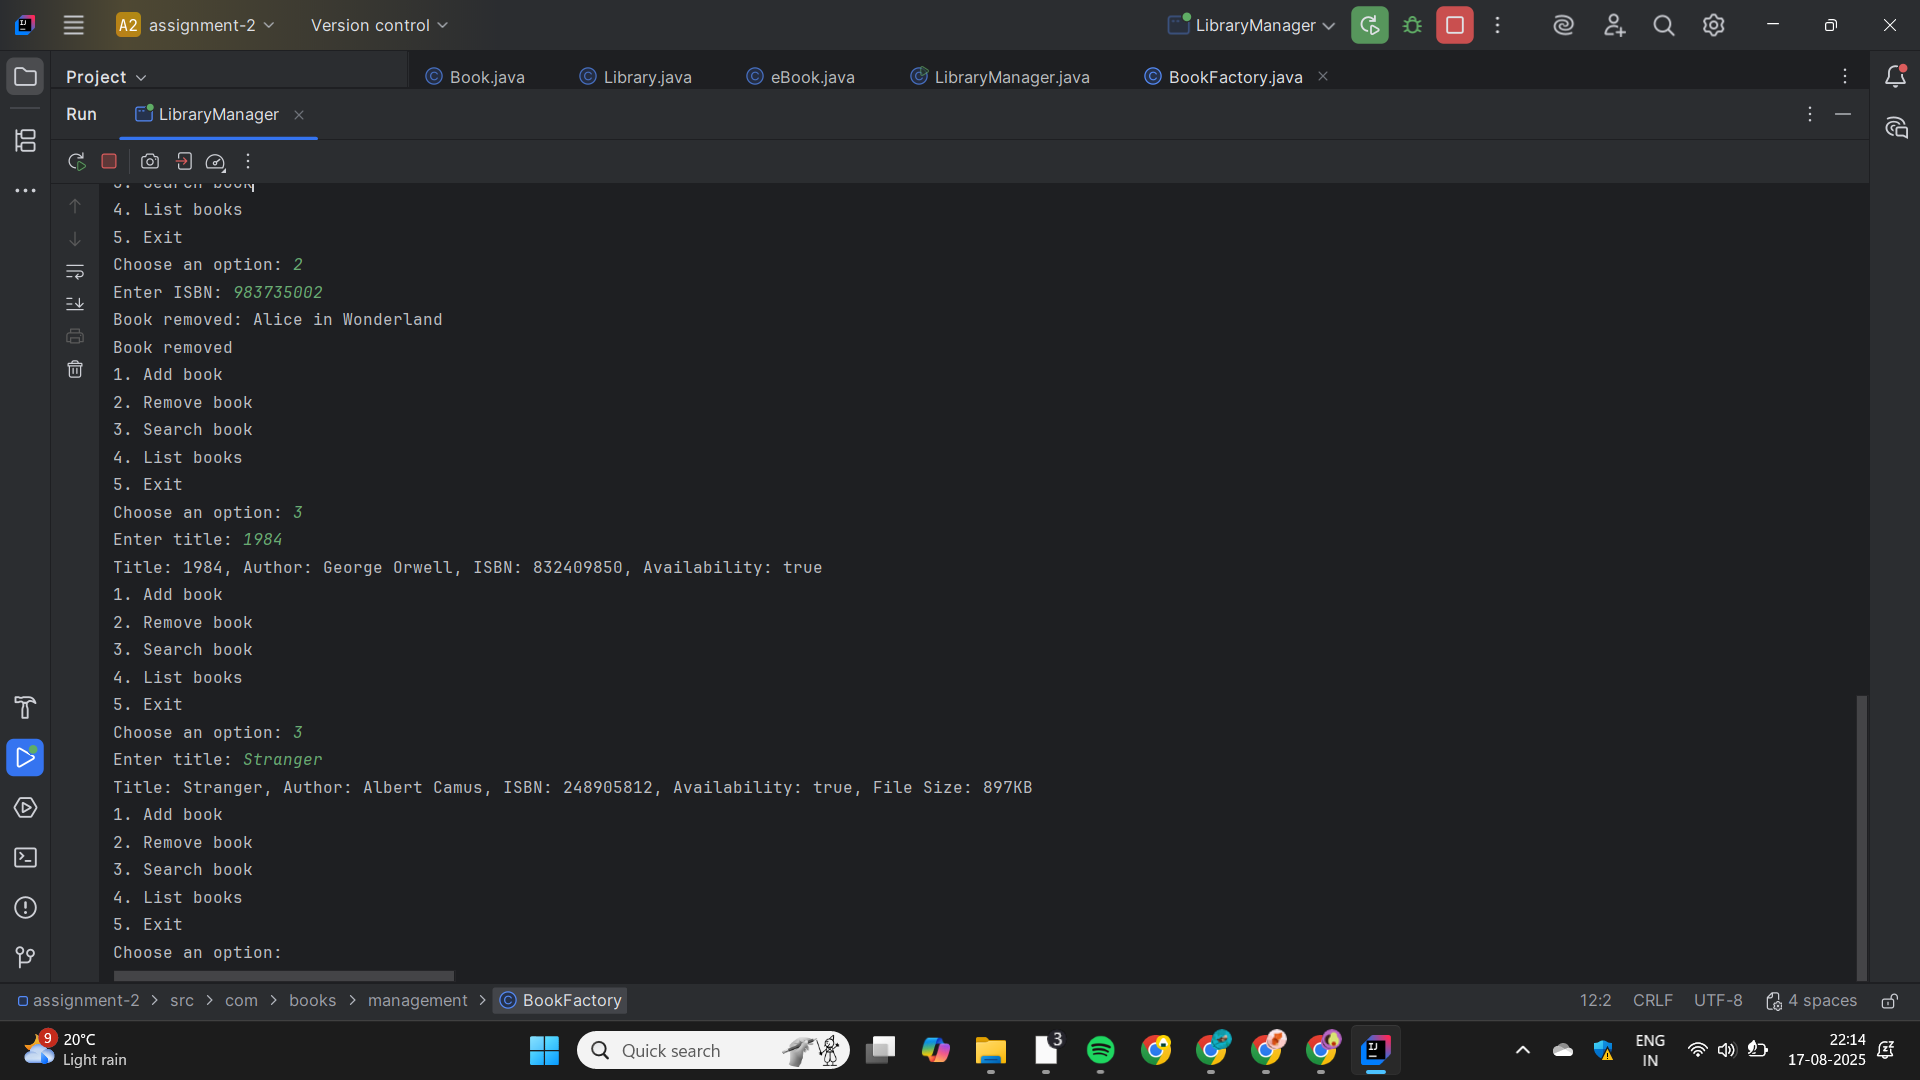 A2 assignment-2 Version control LibraryManager
Project Book.java Library.java eBook.java LibraryManager.java BookFactory.java
Run LibraryManager
3. Search book
4. List books
5. Exit
Choose an option: 2
Enter ISBN: 983735002
Book removed: Alice in Wonderland
Book removed
1. Add book
2. Remove book
3. Search book
4. List books
5. Exit
Choose an option: 3
Enter title: 1984
Title: 1984, Author: George Orwell, ISBN: 832409850, Availability: true
1. Add book
2. Remove book
3. Search book
4. List books
5. Exit
Choose an option: 3
Enter title: Stranger
Title: Stranger, Author: Albert Camus, ISBN: 248905812, Availability: true, File Size: 897KB
1. Add book
2. Remove book
3. Search book
4. List books
5. Exit
Choose an option:
assignment-2 > src > com > books > management > BookFactory 12:2 CRLF UTF-8 4 spaces
9 20°C Quick search 3 ENG 22:14
Light rain IN 17-08-2025